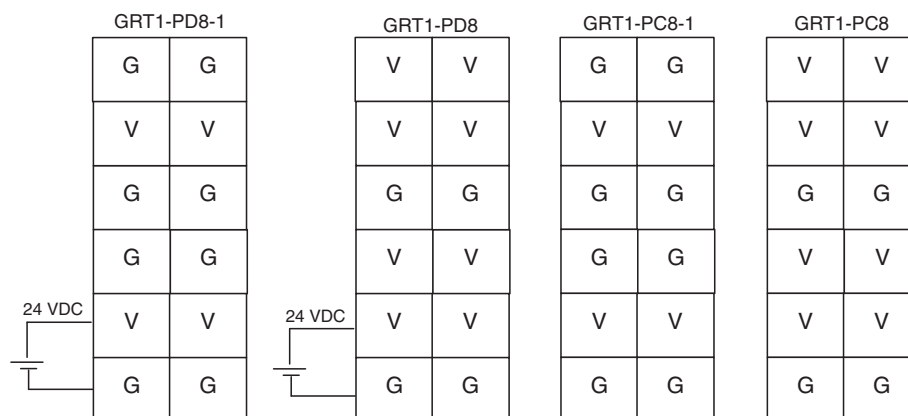 GRT1-PD8-1 GRT1-PD8 GRT1-PC8-1 GRT1-PC8
G G V V G G V V
V V V V V V V V
G G G G G G G G
G G V V G G V V
24 VDC V V 24 VDC V V V V V V
G G G G G G G G